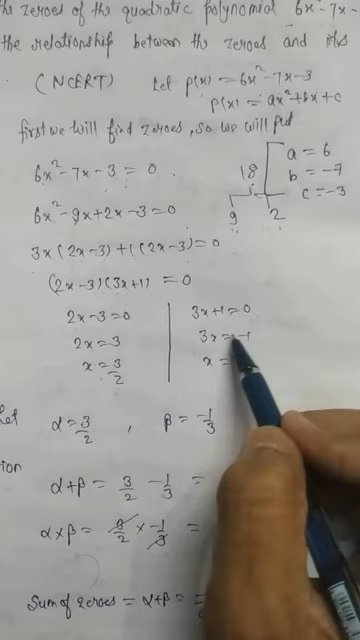 he zeroes of the quadratic polynomial 6x²-7x-
the relationship between the zeroes and its
(NCERT) Let p(x)=6x²-7x-3
p(x)=ax²+bx+c
first we will find zeroes, so we will put
6x²-7x-3=0
a=6
b=-7
c=-3
18
9 2
6x²-9x+2x-3=0
3x(2x-3)+1(2x-3)=0
(2x-3)(3x+1)=0
2x-3=0
2x=3
x=3/2
3x+1=0
3x=-1
x=
Let α=3/2, β=-1/3
tion
α+β= 3/2 -1/3 =
α×β= 3/2 × -1/3 =
Sum of zeroes = α+β =